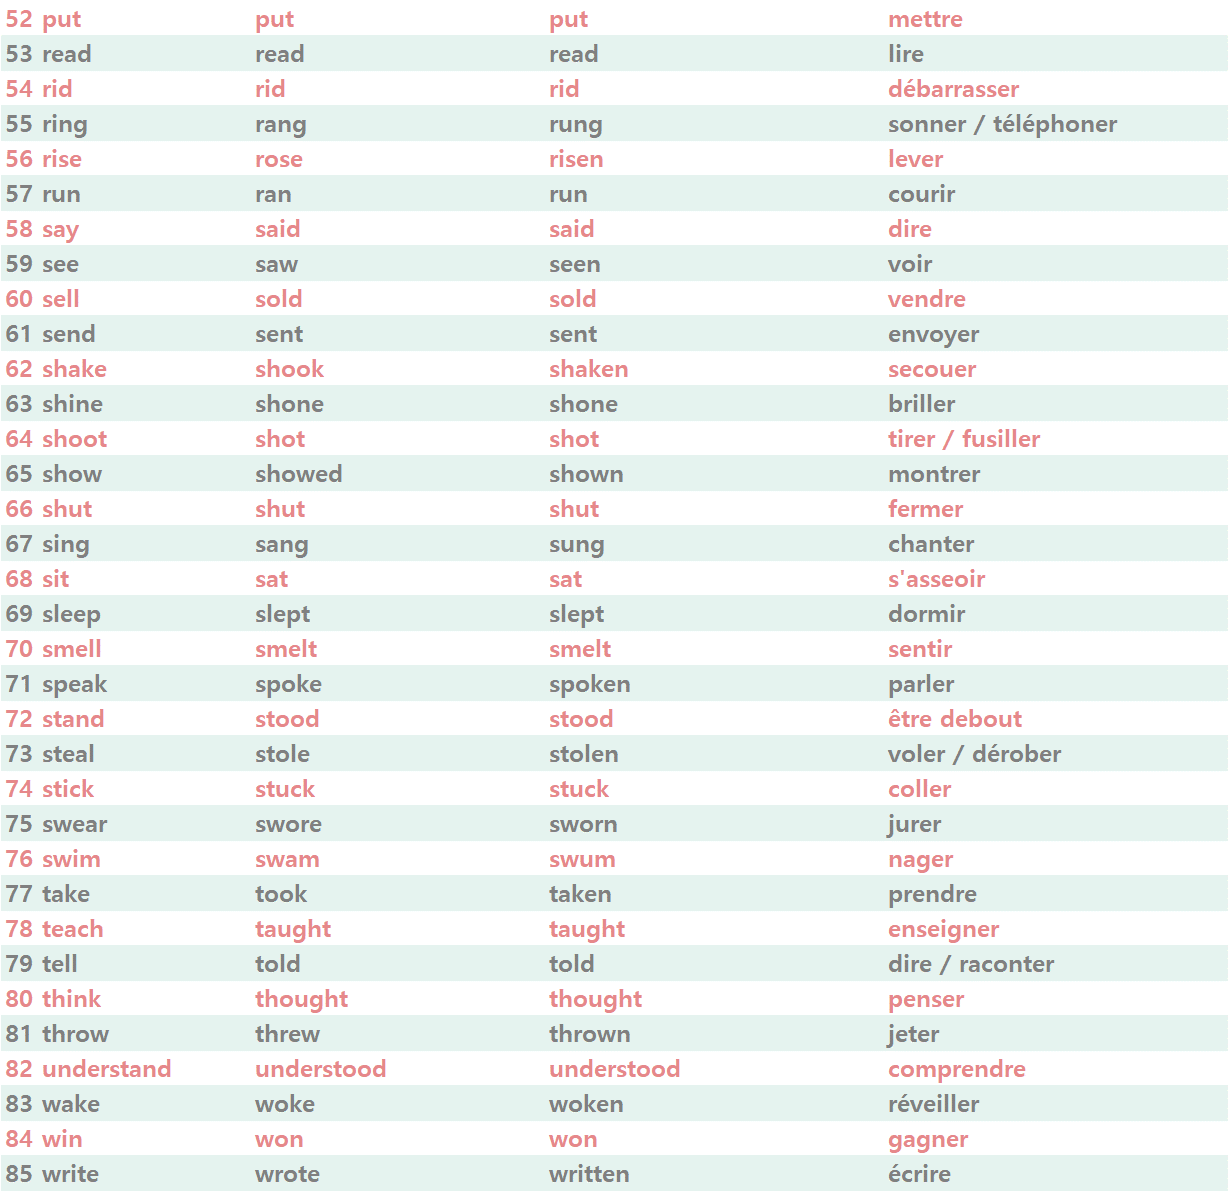 52 put put put mettre
53 read read read lire
54 rid rid rid débarrasser
55 ring rang rung sonner / téléphoner
56 rise rose risen lever
57 run ran run courir
58 say said said dire
59 see saw seen voir
60 sell sold sold vendre
61 send sent sent envoyer
62 shake shook shaken secouer
63 shine shone shone briller
64 shoot shot shot tirer / fusiller
65 show showed shown montrer
66 shut shut shut fermer
67 sing sang sung chanter
68 sit sat sat s'asseoir
69 sleep slept slept dormir
70 smell smelt smelt sentir
71 speak spoke spoken parler
72 stand stood stood être debout
73 steal stole stolen voler / dérober
74 stick stuck stuck coller
75 swear swore sworn jurer
76 swim swam swum nager
77 take took taken prendre
78 teach taught taught enseigner
79 tell told told dire / raconter
80 think thought thought penser
81 throw threw thrown jeter
82 understand understood understood comprendre
83 wake woke woken réveiller
84 win won won gagner
85 write wrote written écrire